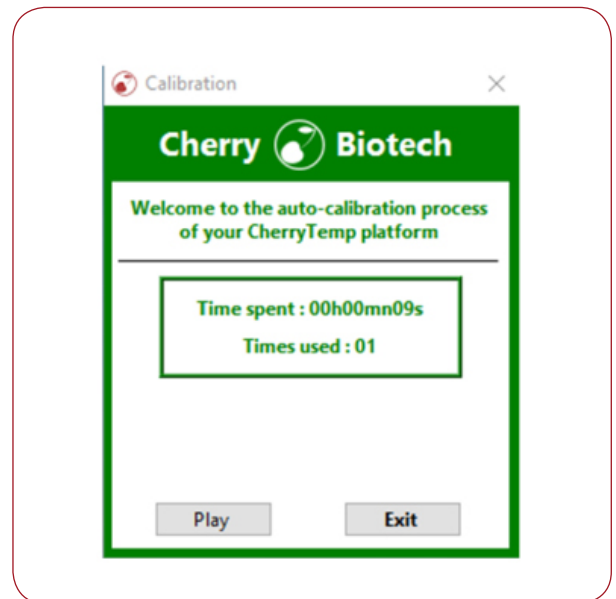 Calibration
Cherry Biotech
Welcome to the auto-calibration process
of your CherryTemp platform
Time spent : 00h00mn09s
Times used : 01
Play Exit